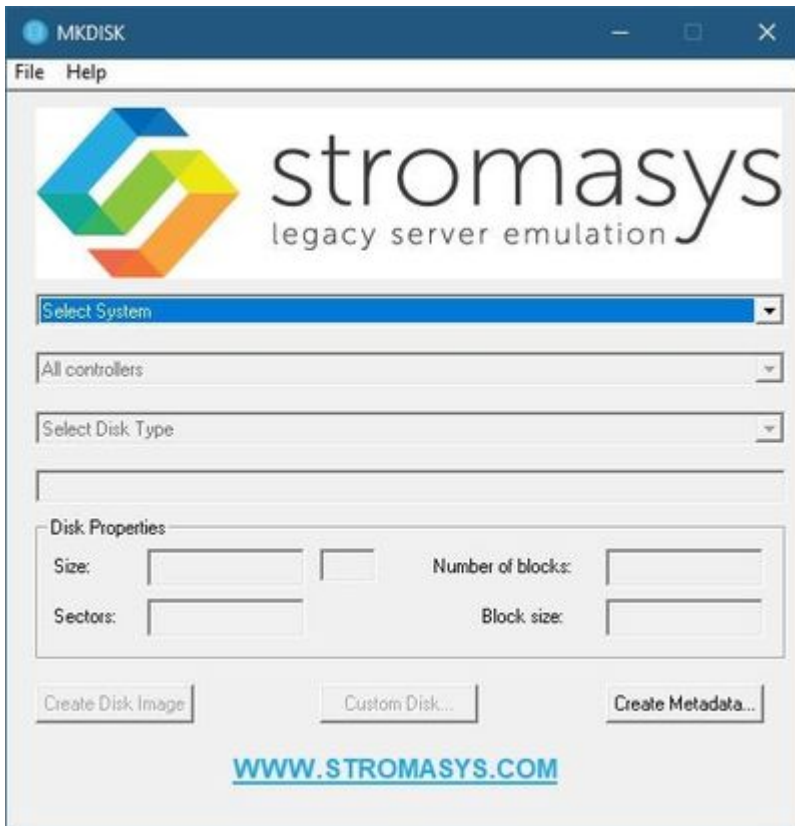 MKDISK
File Help
stromasys
legacy server emulation
Select System
All controllers
Select Disk Type
Disk Properties
Size: Number of blocks:
Sectors: Block size:
Create Disk Image Custom Disk... Create Metadata...
WWW.STROMASYS.COM